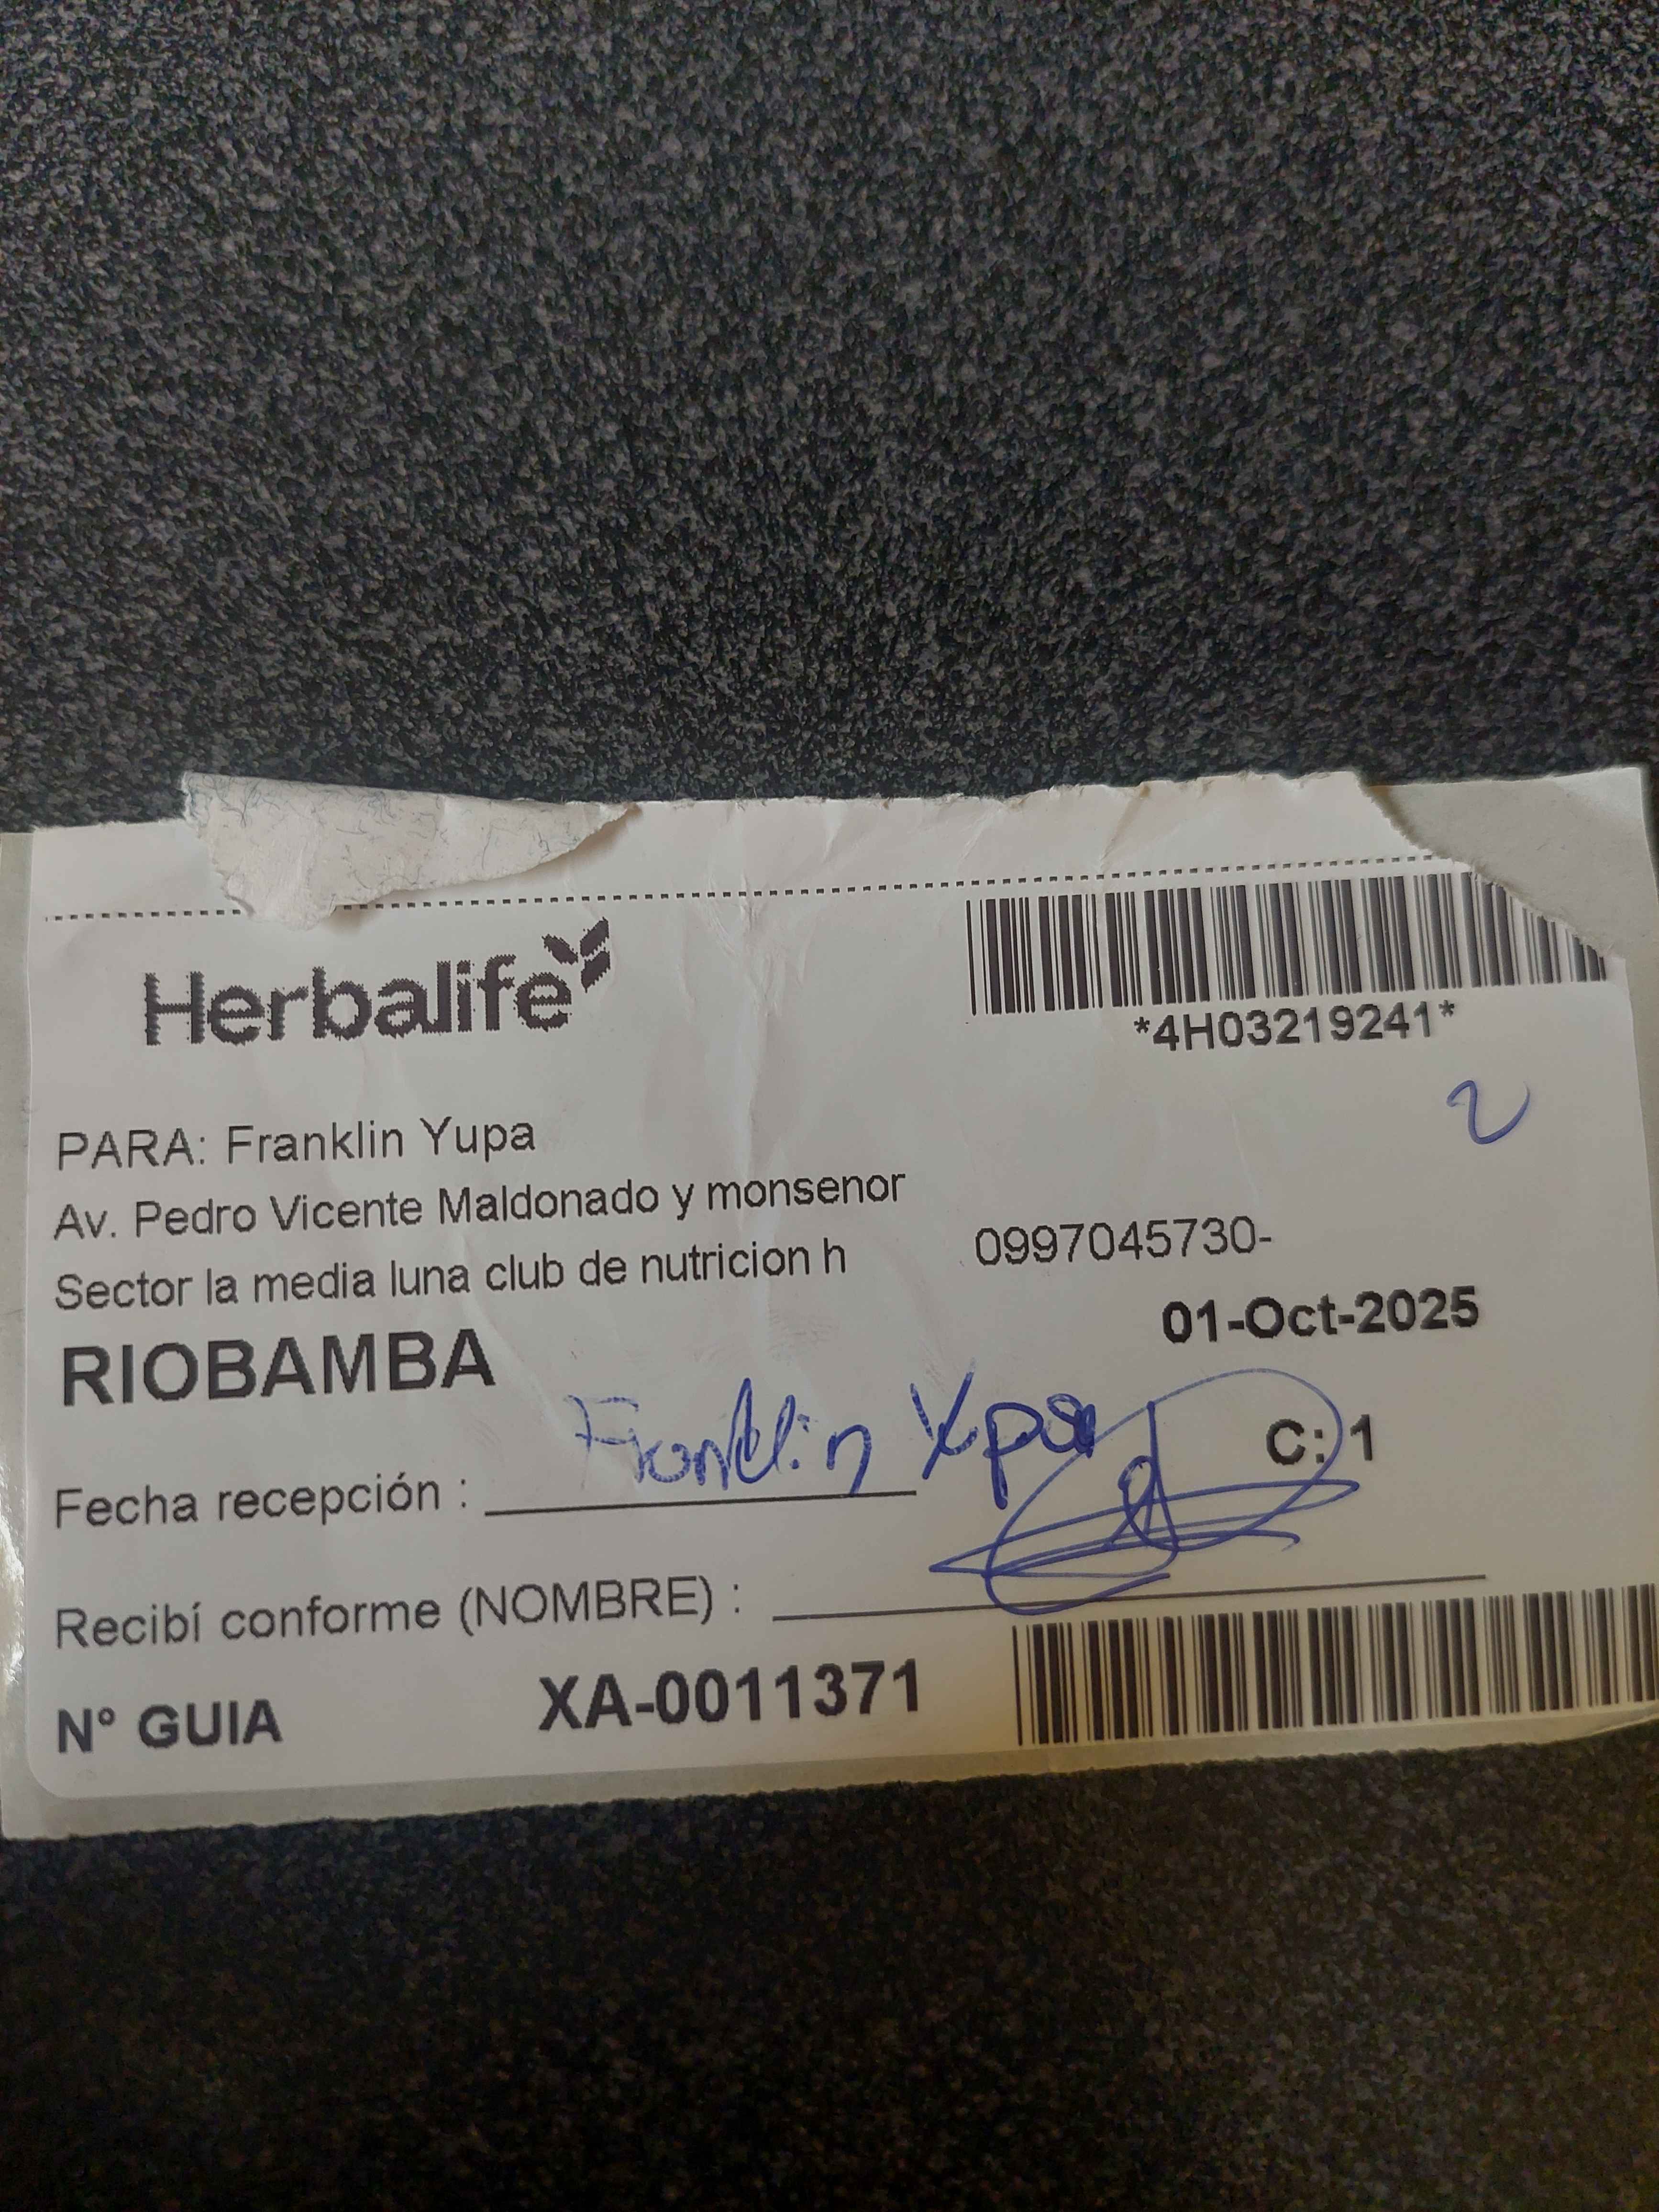 Herbalife
*4H03219241*
2
PARA: Franklin Yupa
Av. Pedro Vicente Maldonado y monsenor
Sector la media luna club de nutricion h
0997045730-
RIOBAMBA
01-Oct-2025
C: 1
Fecha recepción : Franklin Yupa
Recibí conforme (NOMBRE) :
N° GUIA XA-0011371